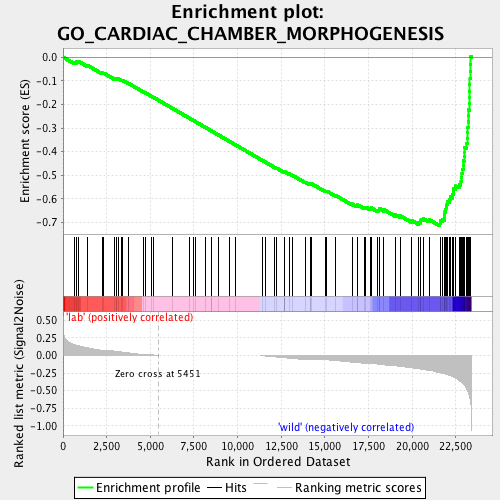 Enrichment plot:
GO_CARDIAC_CHAMBER_MORPHOGENESIS
Enrichment score (ES)
0.0
-0.1
-0.2
-0.3
-0.4
-0.5
-0.6
-0.7
Ranked list metric (Signal2Noise)
'lab' (positively correlated)
0.50
0.25
0.00
-0.25
-0.50
-0.75
-1.00
Zero cross at 5451
'wild' (negatively correlated)
0 2,500 5,000 7,500 10,000 12,500 15,000 17,500 20,000 22,500
Rank in Ordered Dataset
Enrichment profile Hits Ranking metric scores